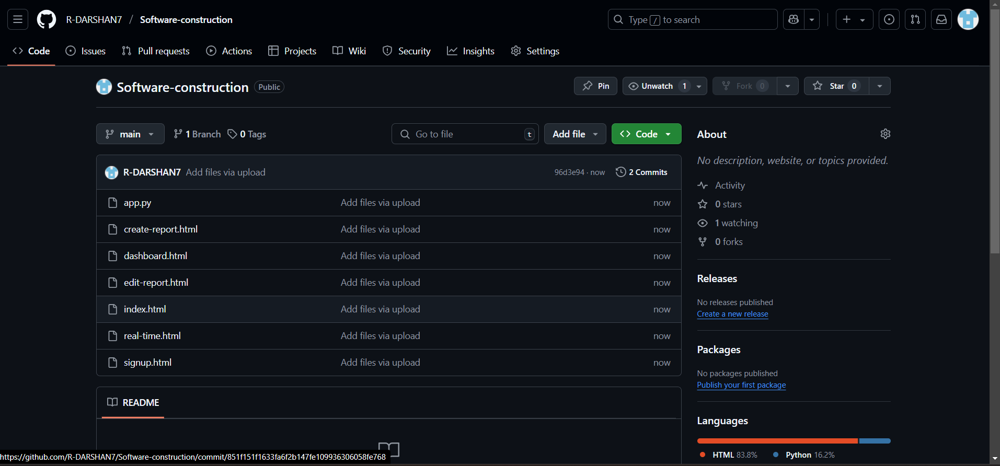 R-DARSHAN7 / Software-construction
Type / to search
Code Issues Pull requests Actions Projects Wiki Security Insights Settings
Software-construction Public
Pin Unwatch 1 Fork 0 Star 0
main 1 Branch 0 Tags Go to file t Add file Code
R-DARSHAN7 Add files via upload 96d3e94 · now 2 Commits
app.py Add files via upload now
create-report.html Add files via upload now
dashboard.html Add files via upload now
edit-report.html Add files via upload now
index.html Add files via upload now
real-time.html Add files via upload now
signup.html Add files via upload now
README
About
No description, website, or topics provided.
Activity
0 stars
1 watching
0 forks
Releases
No releases published
Create a new release
Packages
No packages published
Publish your first package
Languages
HTML 83.8% Python 16.2%
https://github.com/R-DARSHAN7/Software-construction/commit/851f151f1633fa6f2b147fe109936306058fe768